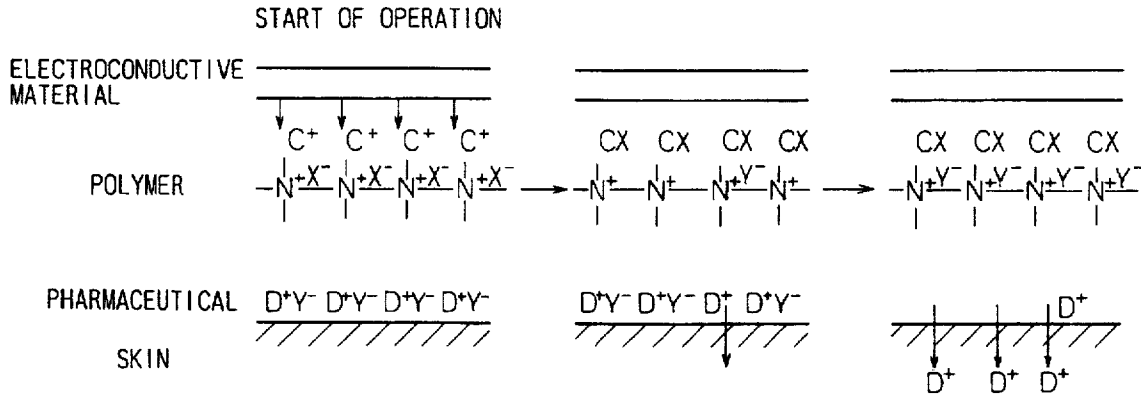 START OF OPERATION
ELECTROCONDUCTIVE
MATERIAL
C+ C+ C+ C+ CX CX CX CX CX CX CX CX
POLYMER -N+X- N+X- N+X- N+X- -N+ N+ N+Y- N+ N+Y- N+Y- N+Y- N+Y-
PHARMACEUTICAL D+Y- D+Y- D+Y- D+Y- D+Y- D+Y- D+ D+Y- D+
SKIN
D+ D+ D+